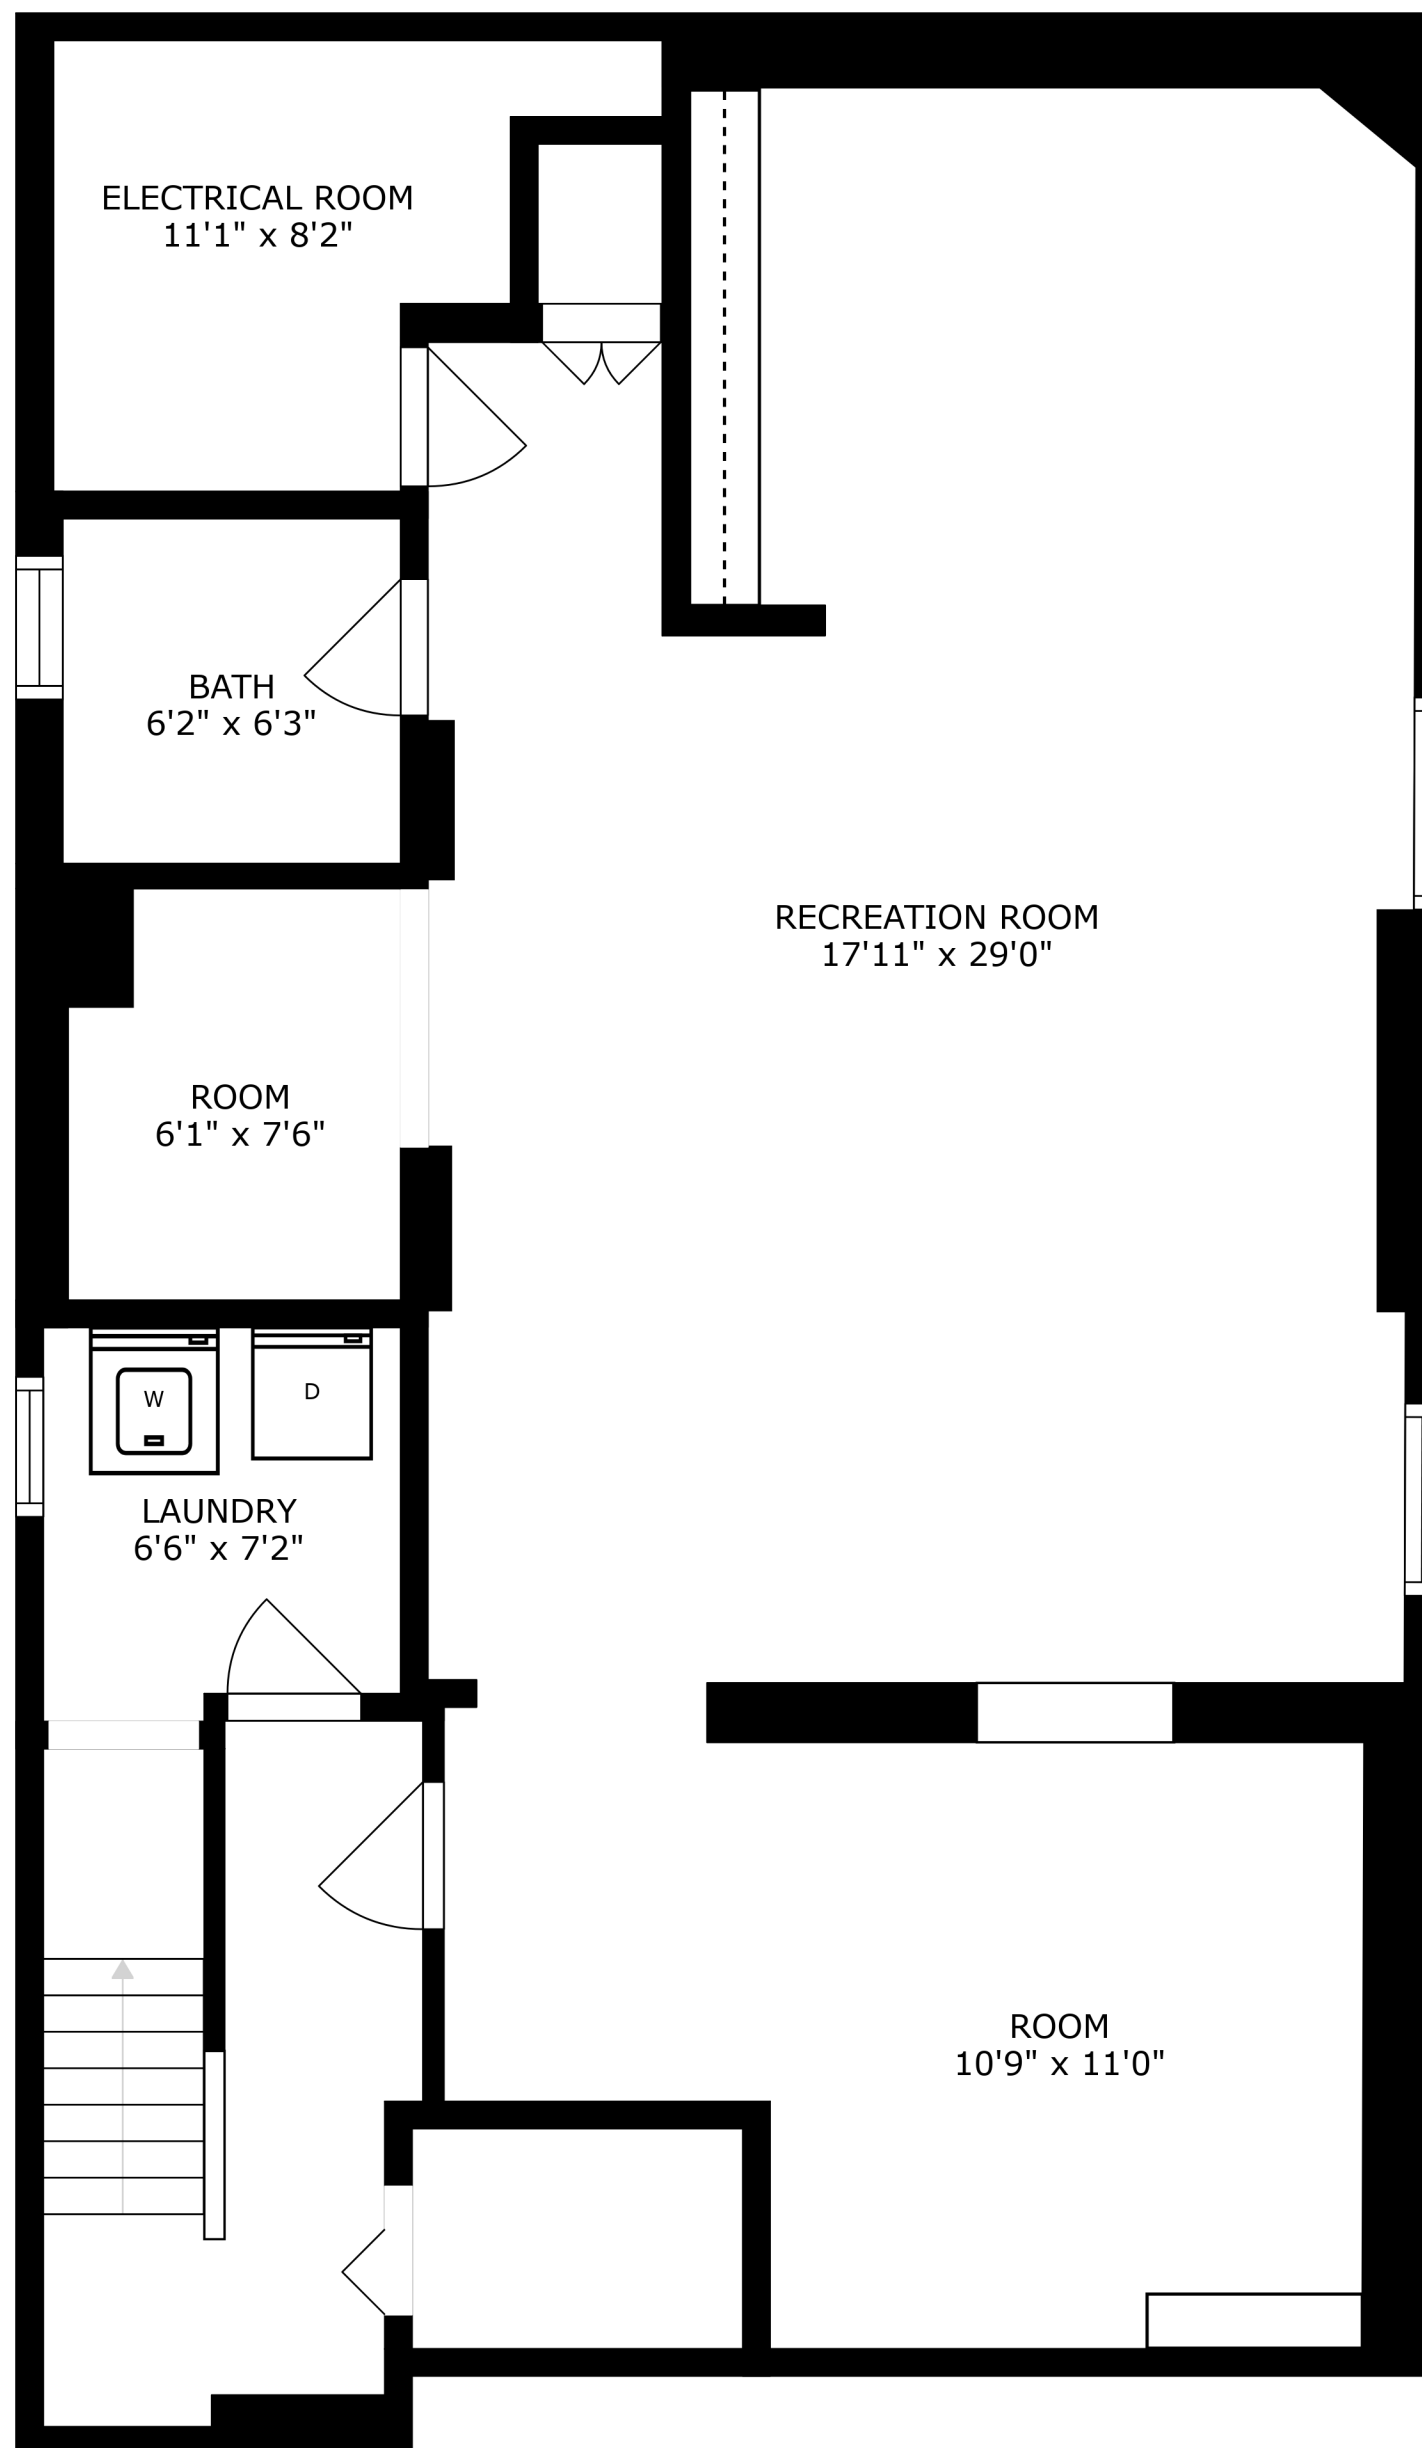 ELECTRICAL ROOM
11'1" x 8'2"
BATH
6'2" x 6'3"
RECREATION ROOM
17'11" x 29'0"
ROOM
6'1" x 7'6"
W
D
LAUNDRY
6'6" x 7'2"
ROOM
10'9" x 11'0"